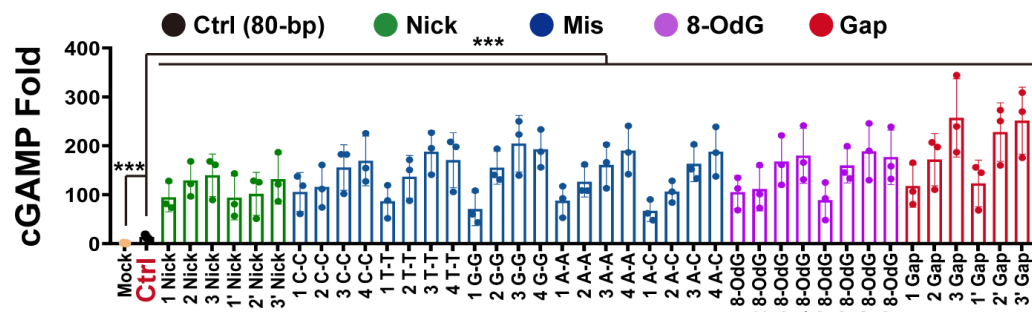 Ctrl (80-bp) Nick Mis 8-OdG Gap
***
400
300
200
100
0
cGAMP Fold
***
Mock
Ctrl
1 Nick
2 Nick
3 Nick
1' Nick
2' Nick
3' Nick
1 C-C
2 C-C
3 C-C
4 C-C
1 T-T
2 T-T
3 T-T
4 T-T
1 G-G
2 G-G
3 G-G
4 G-G
1 A-A
2 A-A
3 A-A
4 A-A
1 A-C
2 A-C
3 A-C
4 A-C
8-OdG
8-OdG
8-OdG
8-OdG
8-OdG
8-OdG
8-OdG
8-OdG
1 Gap
2 Gap
3 Gap
1' Gap
2' Gap
3' Gap